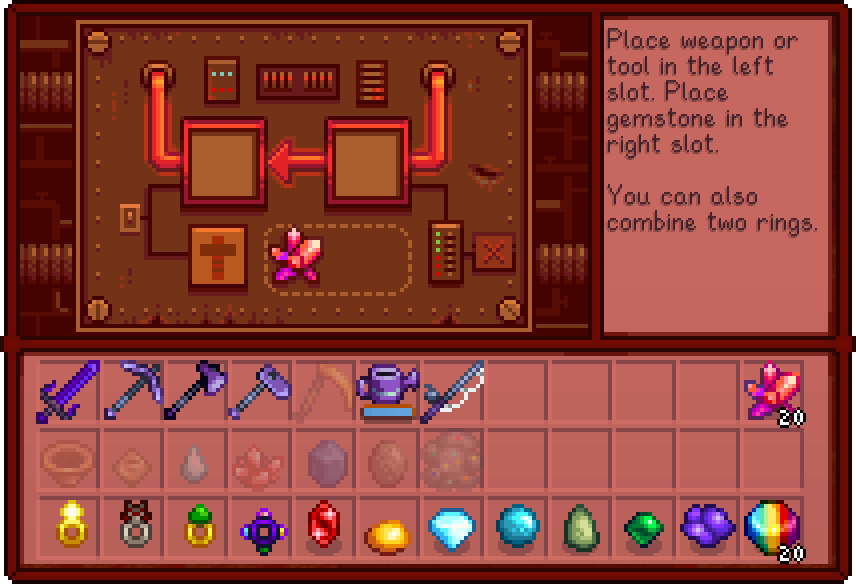 Place weapon or
tool in the left
slot. Place
gemstone in the
right slot.
You can also
combine two rings.
20
20